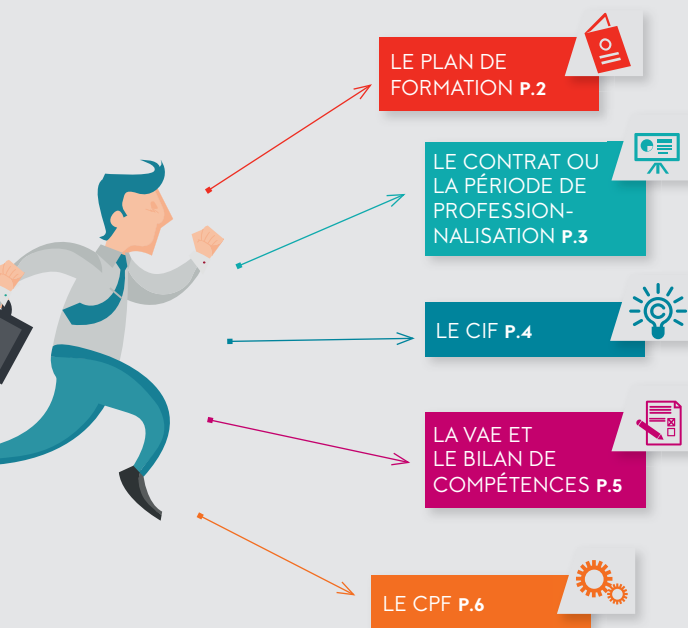 LE PLAN DE
FORMATION P.2
LE CONTRAT OU
LA PÉRIODE DE
PROFESSION-
NALISATION P.3
LE CIF P.4
LA VAE ET
LE BILAN DE
COMPÉTENCES P.5
LE CPF P.6